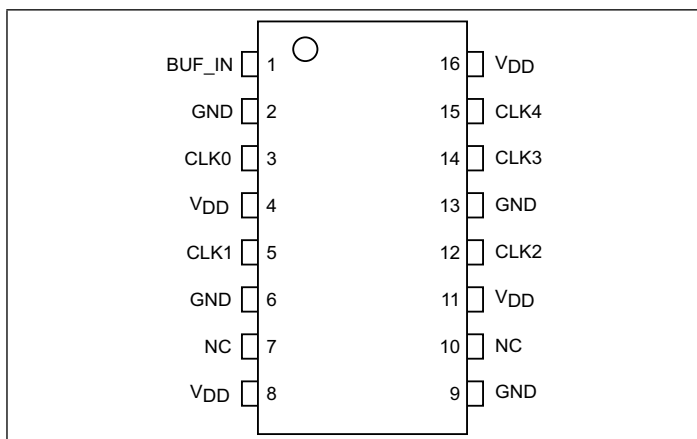 BUF_IN 1 16 VDD
GND 2 15 CLK4
CLK0 3 14 CLK3
VDD 4 13 GND
CLK1 5 12 CLK2
GND 6 11 VDD
NC 7 10 NC
VDD 8 9 GND